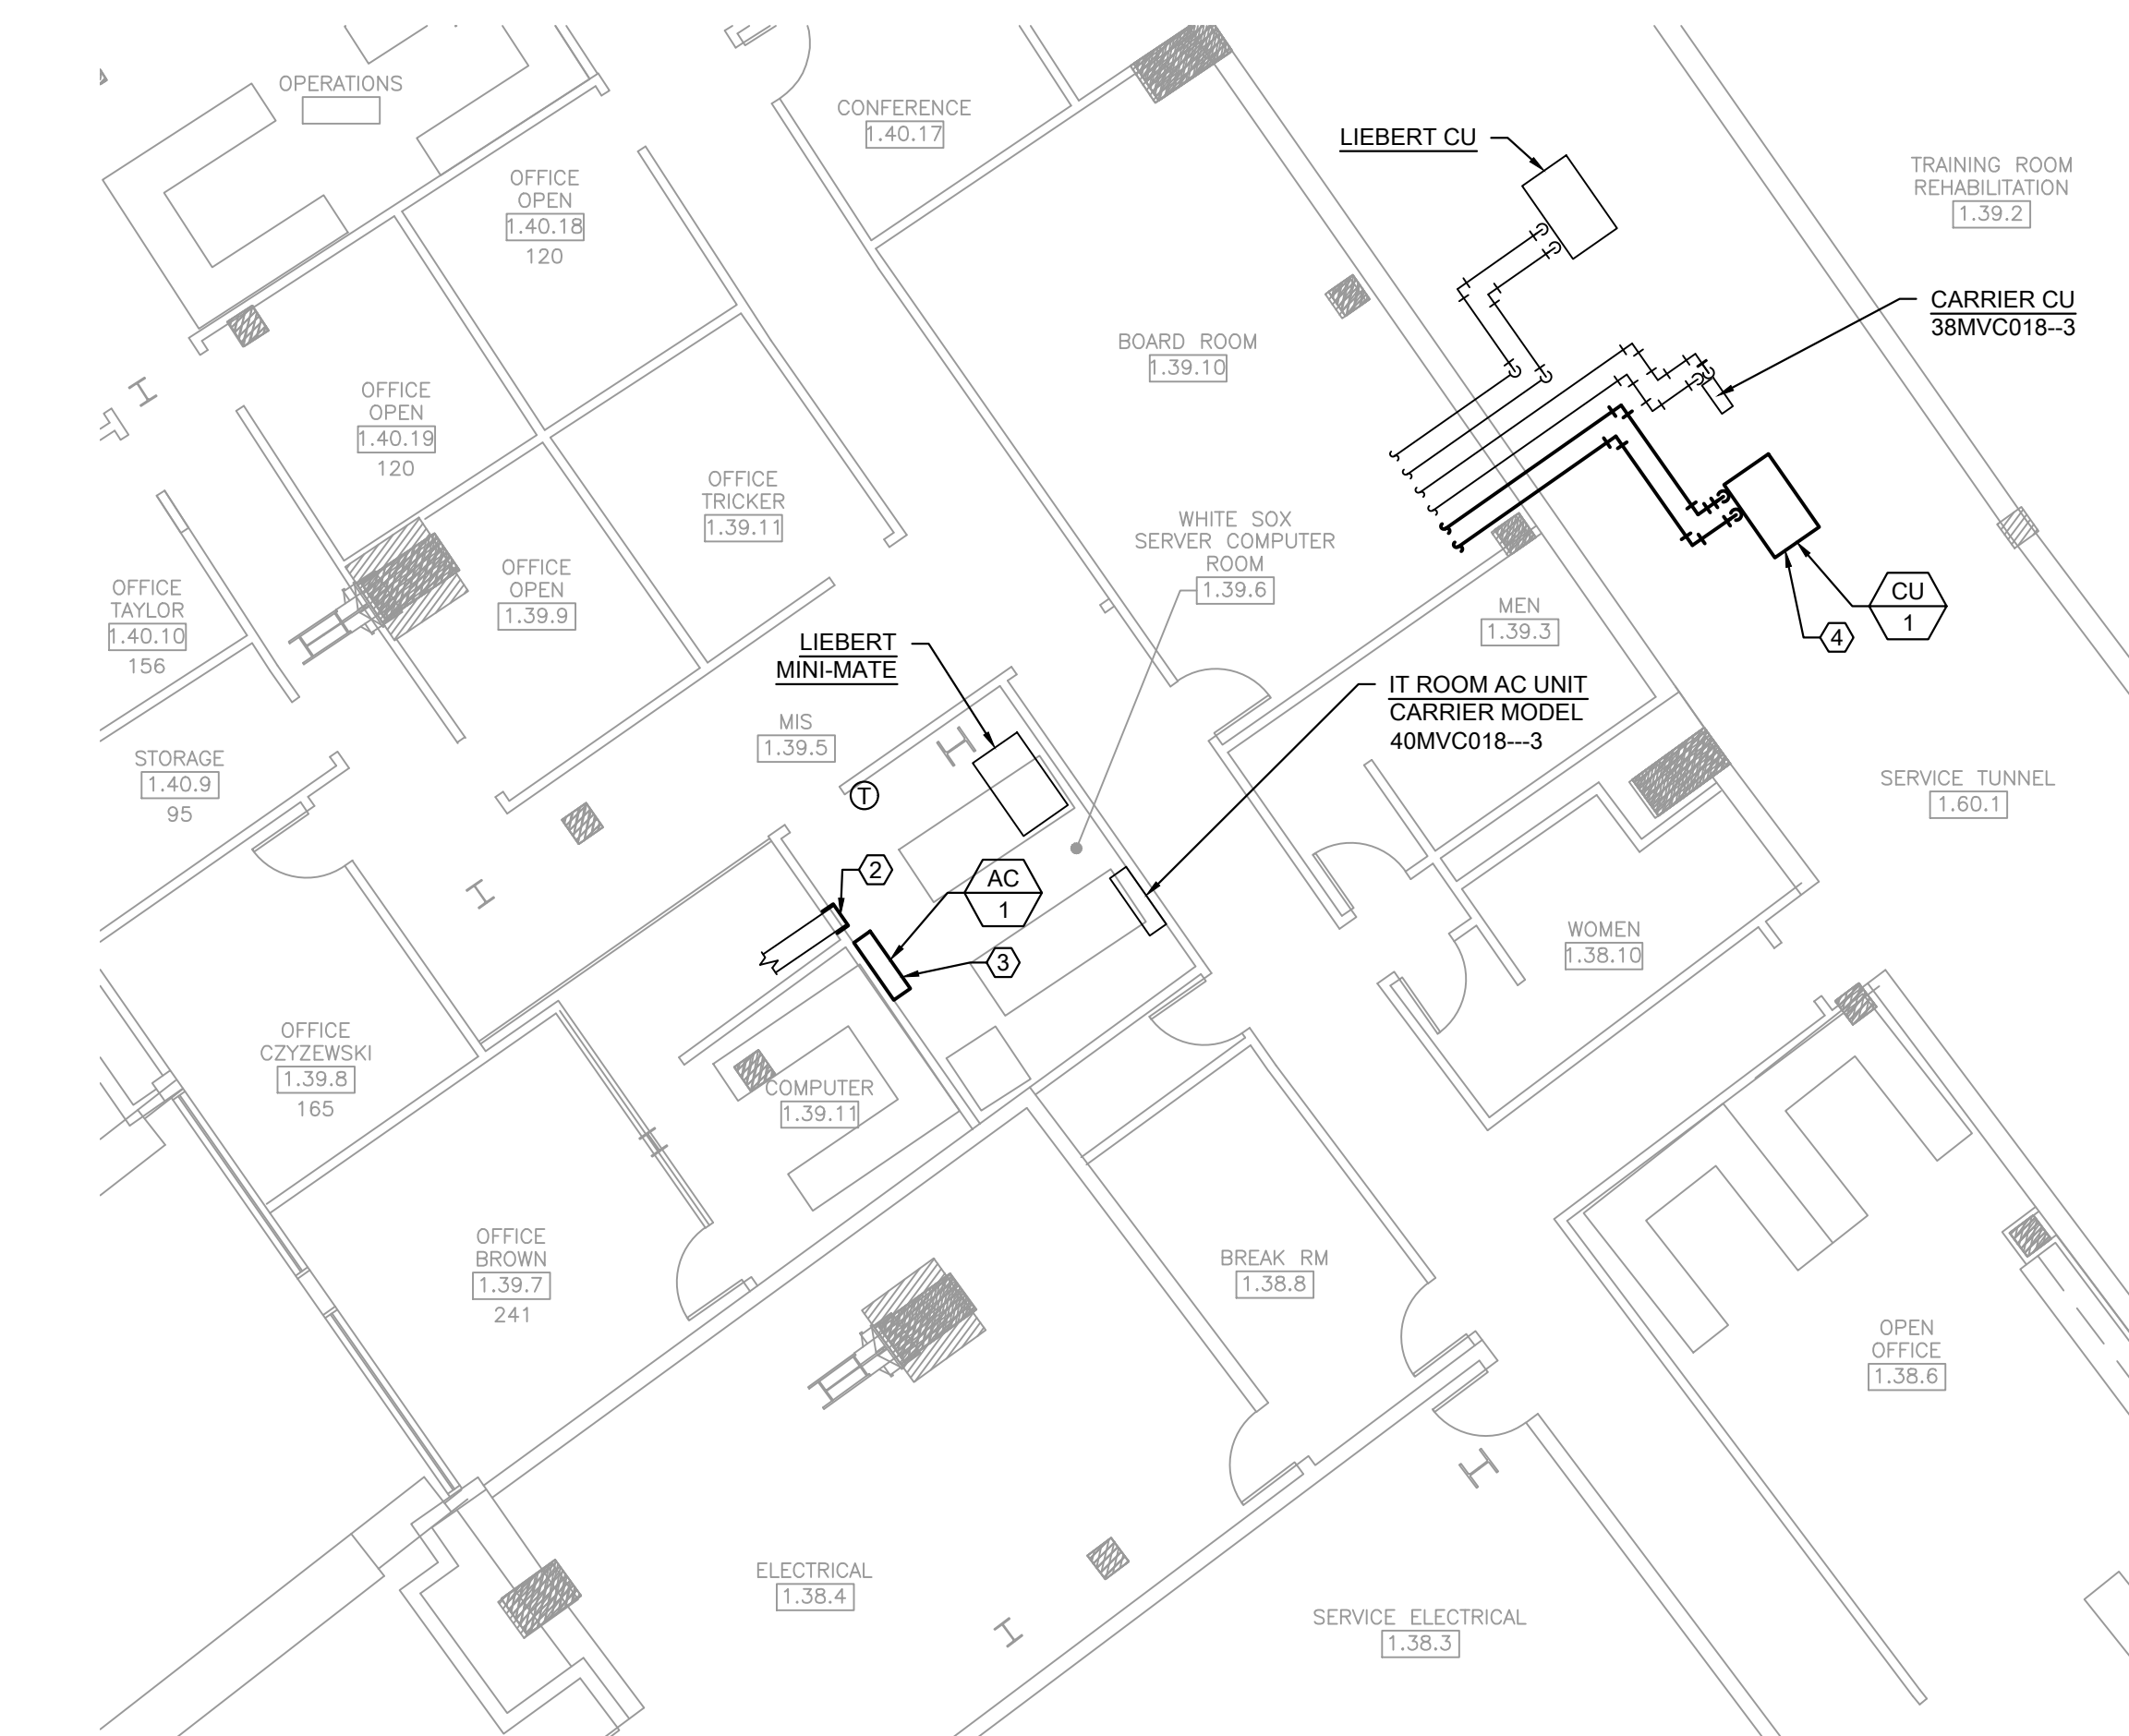 OPERATIONS
CONFERENCE
1.40.17
LIEBERT CU
TRAINING ROOM
REHABILITATION
1.39.2
OFFICE
OPEN
1.40.18
120
CARRIER CU
38MVC018--3
BOARD ROOM
1.39.10
OFFICE
OPEN
1.40.19
120
OFFICE
TRICKER
1.39.11
WHITE SOX
SERVER COMPUTER
ROOM
1.39.6
OFFICE
TAYLOR
1.40.10
156
OFFICE
OPEN
1.39.9
MEN
1.39.3
CU
1
4
LIEBERT
MINI-MATE
IT ROOM AC UNIT
CARRIER MODEL
40MVC018---3
MIS
1.39.5
STORAGE
1.40.9
95
T
SERVICE TUNNEL
1.60.1
2
AC
1
3
WOMEN
1.38.10
OFFICE
CZYZEWSKI
1.39.8
165
COMPUTER
1.39.11
OFFICE
BROWN
1.39.7
241
BREAK RM
1.38.8
OPEN
OFFICE
1.38.6
ELECTRICAL
1.38.4
SERVICE ELECTRICAL
1.38.3